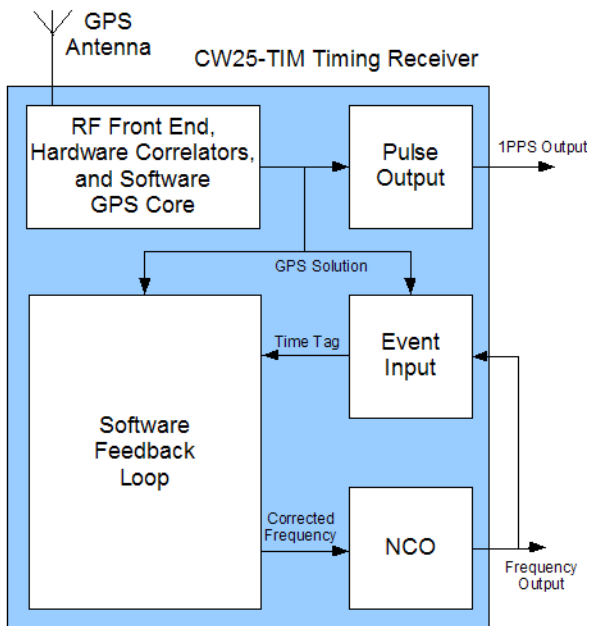 GPS
Antenna
CW25-TIM Timing Receiver
RF Front End,
Hardware Correlators,
and Software
GPS Core
Pulse
Output
1PPS Output
GPS Solution
Software
Feedback
Loop
Time Tag
Event
Input
Corrected
Frequency
NCO
Frequency
Output